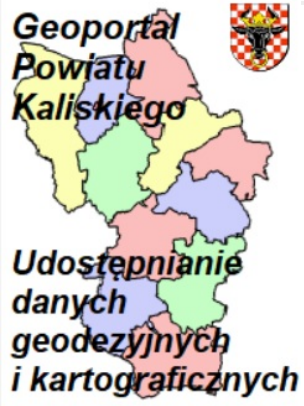 Geoportal
Powiatu
Kaliskiego
Udostępnianie
danych
geodezyjnych
i kartograficznych